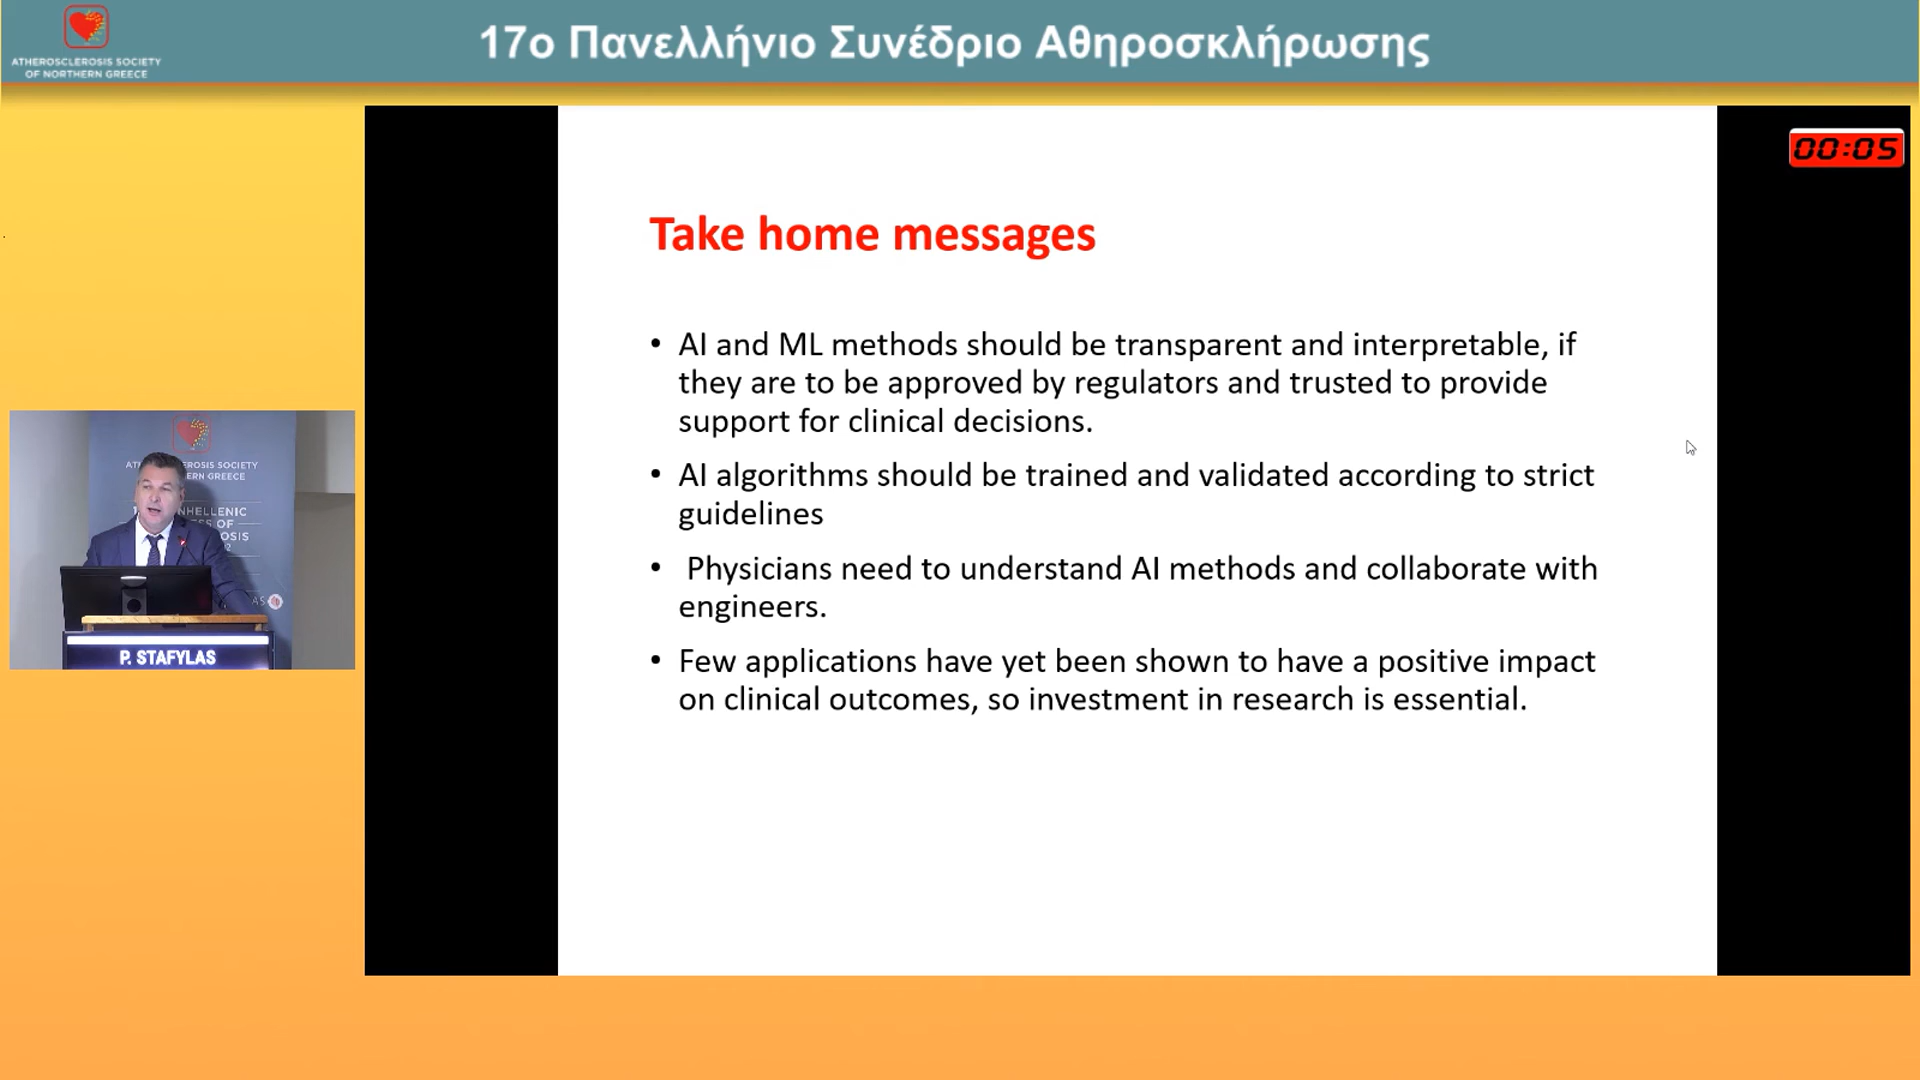 17ο Πανελλήνιο Συνέδριο Αθηροσκλήρωσης
ATHEROSCLEROSIS SOCIETY
OF NORTHERN GREECE
00:05
Take home messages
• AI and ML methods should be transparent and interpretable, if
they are to be approved by regulators and trusted to provide
support for clinical decisions.
• AI algorithms should be trained and validated according to strict
guidelines
• Physicians need to understand AI methods and collaborate with
engineers.
• Few applications have yet been shown to have a positive impact
on clinical outcomes, so investment in research is essential.
SOCIETY
GREECE
P. STAFYLAS